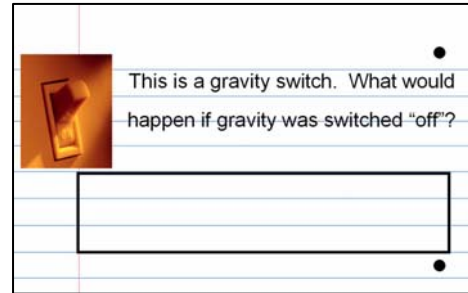 This is a gravity switch. What would
happen if gravity was switched “off”?